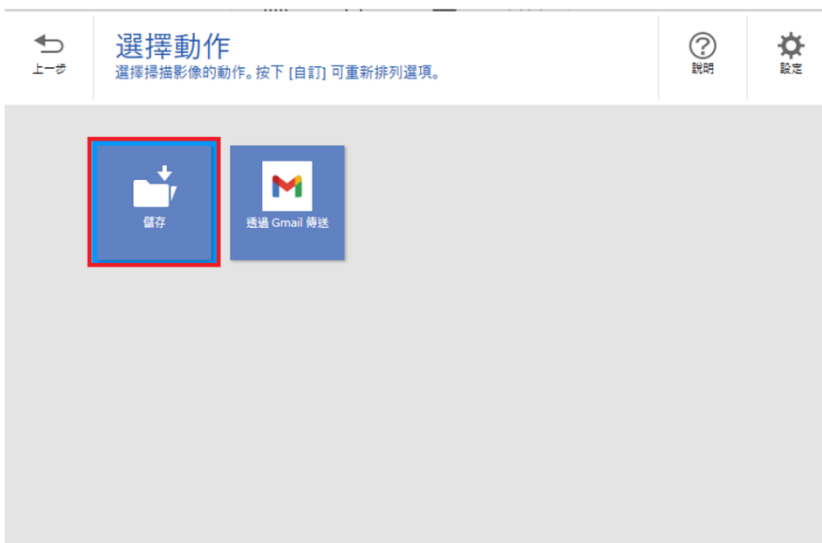 選擇動作
選擇掃描影像的動作。按下 [自訂] 可重新排列選項。
上一步
說明
設定
儲存
透過 Gmail 傳送